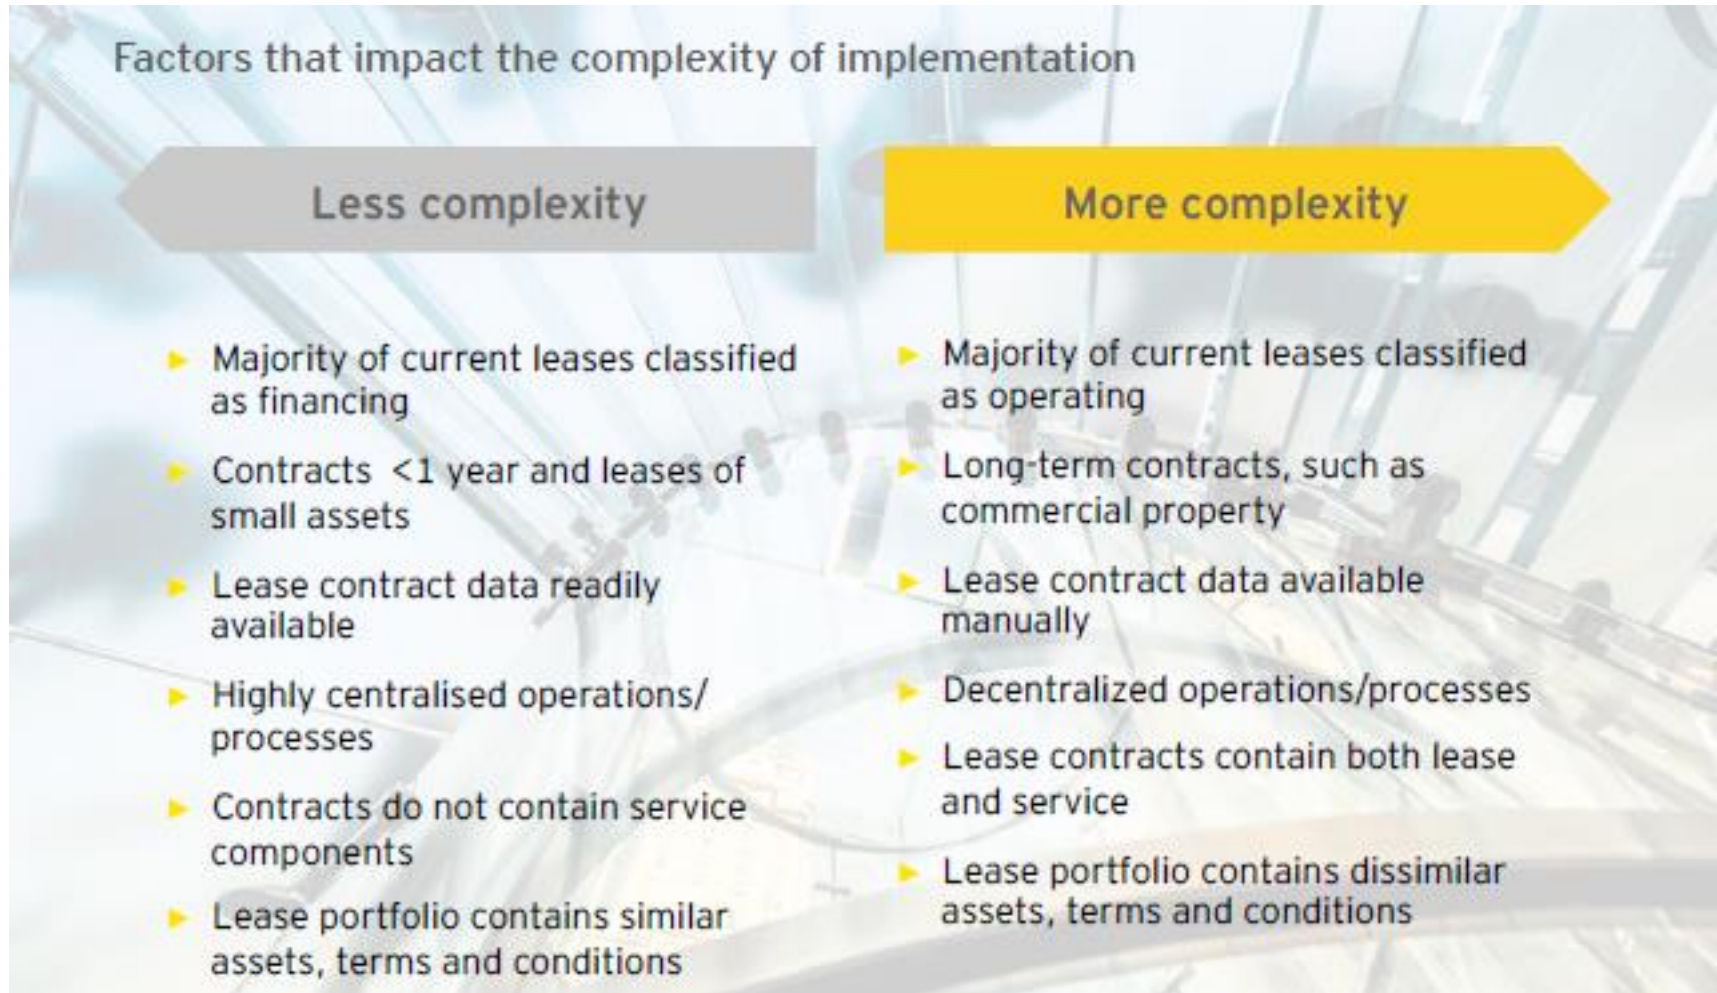 Factors that impact the complexity of implementation
Less complexity
Majority of current leases classified
as financing
Contracts <1 year and leases of
small assets
Lease contract data readily
available
Highly centralised operations/
processes
Contracts do not contain service
components
Lease portfolio contains similar
assets, terms and conditions
More complexity
Majority of current leases classified
as operating
Long-term contracts, such as
commercial property
Lease contract data available
manually
Decentralized operations/processes
Lease contracts contain both lease
and service
Lease portfolio contains dissimilar
assets, terms and conditions